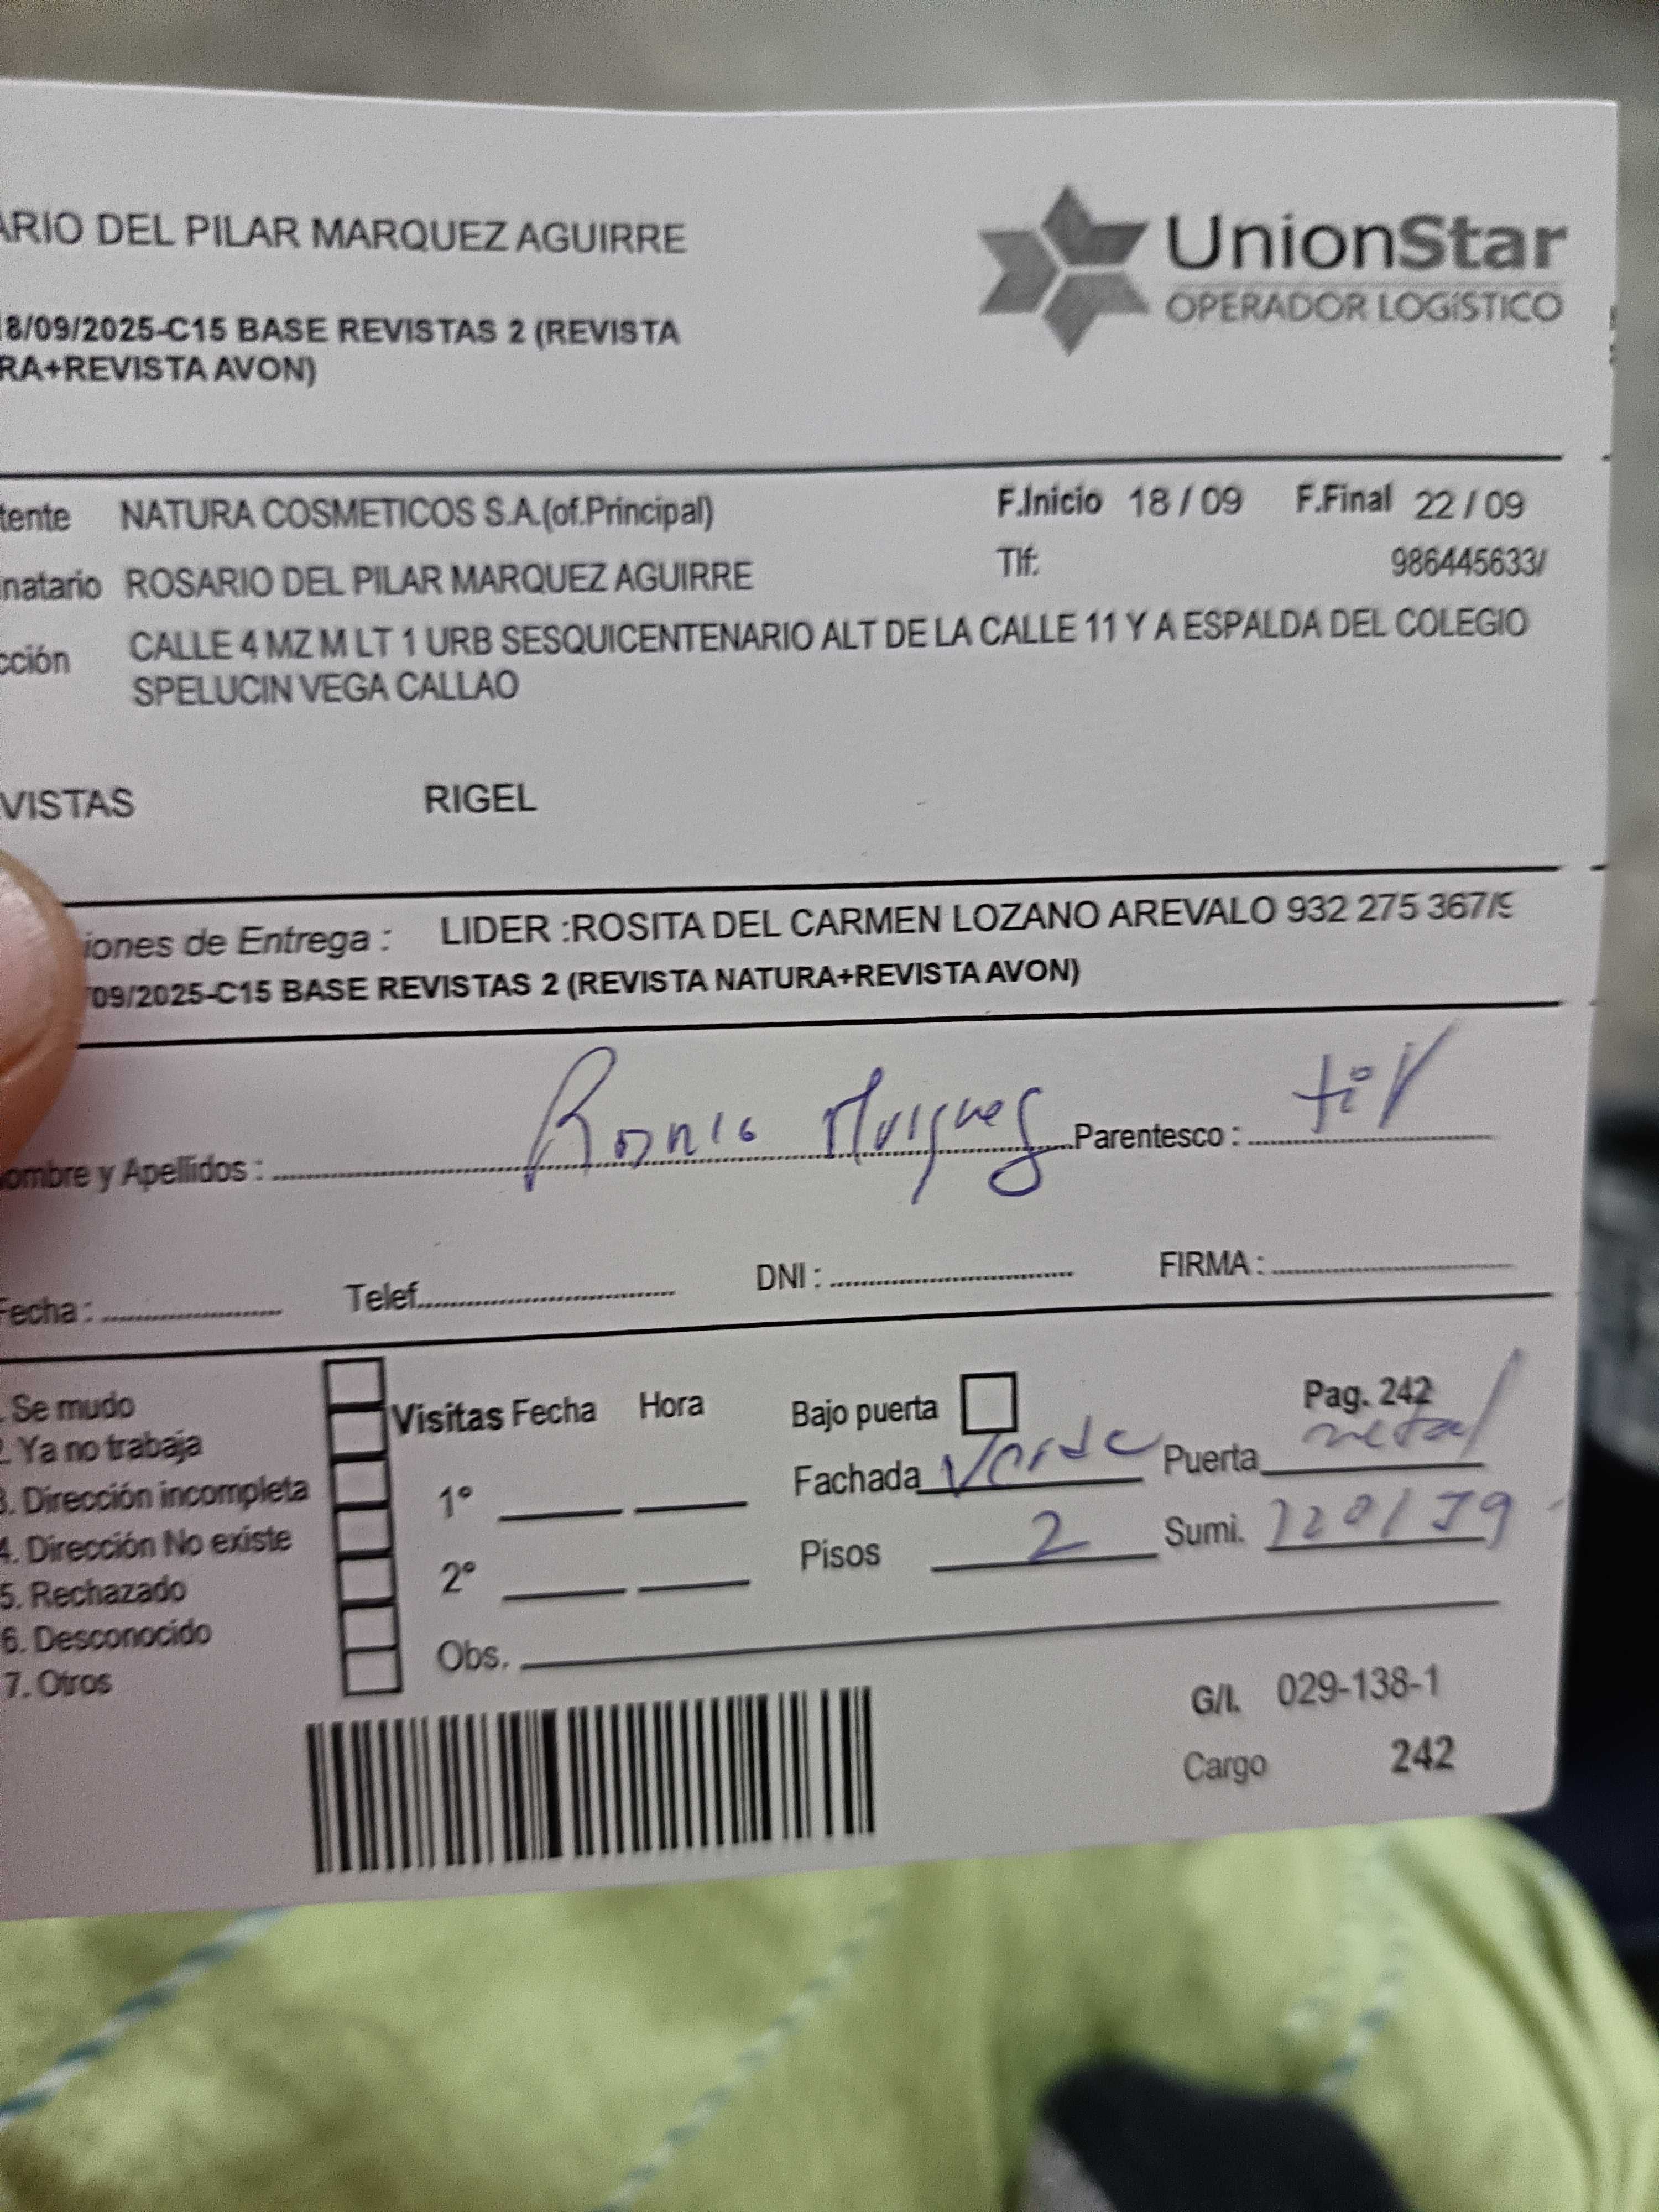 ARIO DEL PILAR MARQUEZ AGUIRRE
UnionStar
OPERADOR LOGÍSTICO
8/09/2025-C15 BASE REVISTAS 2 (REVISTA
RA+REVISTA AVON)
tente NATURA COSMETICOS S.A.(of.Principal) F.Inicio 18 / 09 F.Final 22 / 09
natario ROSARIO DEL PILAR MARQUEZ AGUIRRE Tlf: 986445633/
cción CALLE 4 MZ M LT 1 URB SESQUICENTENARIO ALT DE LA CALLE 11 Y A ESPALDA DEL COLEGIO
SPELUCIN VEGA CALLAO
VISTAS RIGEL
iones de Entrega : LIDER :ROSITA DEL CARMEN LOZANO AREVALO 932 275 367/9
09/2025-C15 BASE REVISTAS 2 (REVISTA NATURA+REVISTA AVON)
ombre y Apellidos : Parentesco :
Fecha : Telef. DNI : FIRMA :
. Se mudo
. Ya no trabaja
3. Dirección incompleta
4. Dirección No existe
5. Rechazado
6. Desconocido
7. Otros
Visitas Fecha Hora
1°
2°
Obs.
Bajo puerta Pag. 242
Fachada Verde Puerta metal
Pisos 2 Sumi.
G/I. 029-138-1
Cargo 242